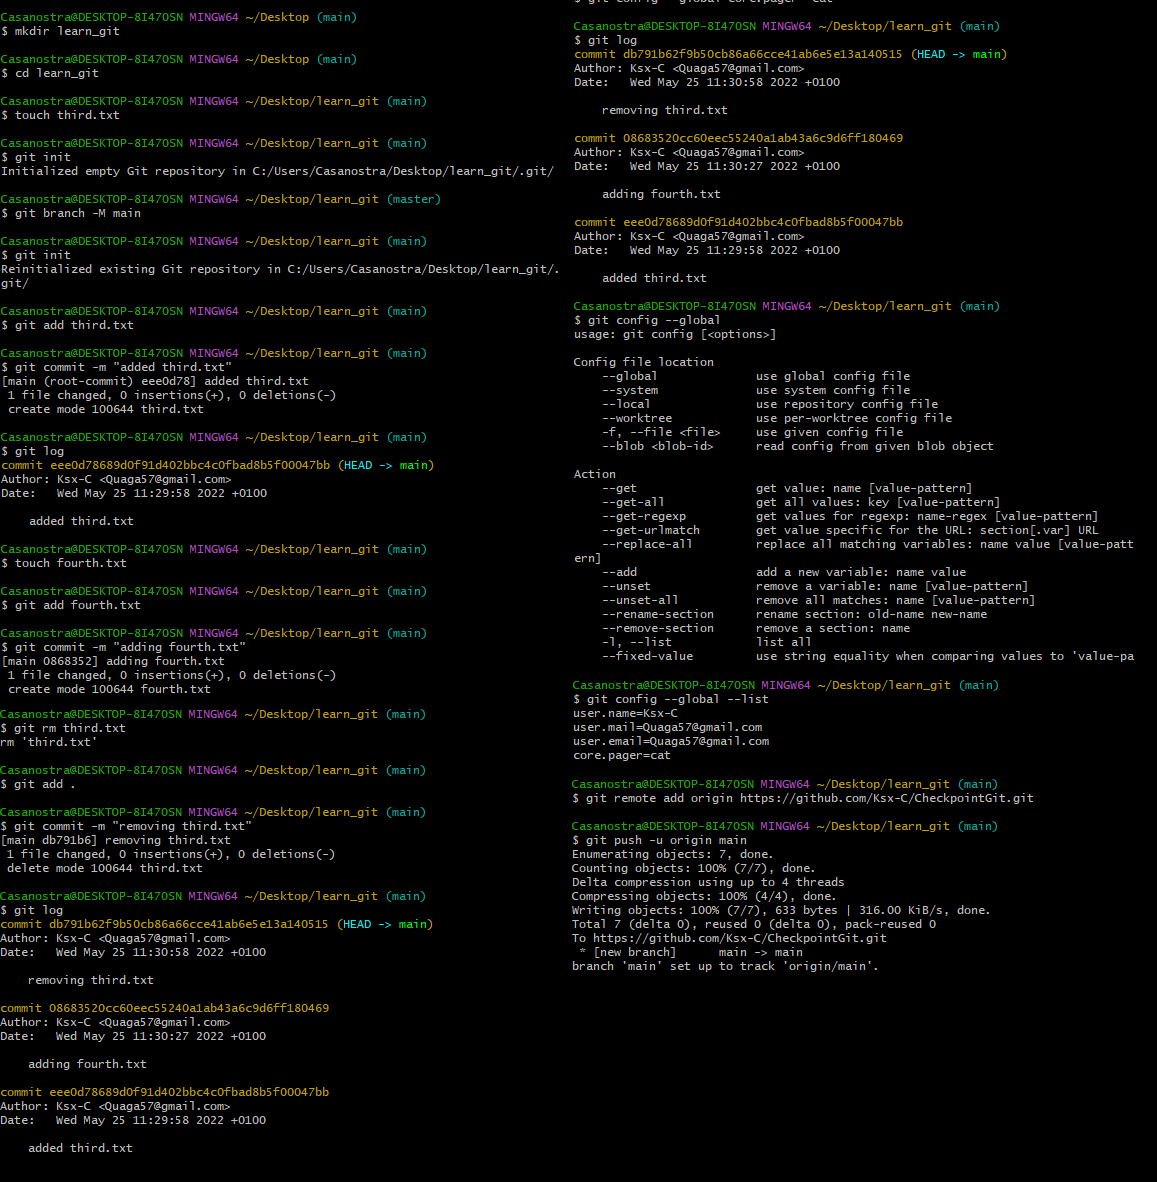 Casanostra@DESKTOP-8I47OSN MINGW64 ~/Desktop (main)
$ mkdir learn_git

Casanostra@DESKTOP-8I47OSN MINGW64 ~/Desktop (main)
$ cd learn_git

Casanostra@DESKTOP-8I47OSN MINGW64 ~/Desktop/learn_git (main)
$ touch third.txt

Casanostra@DESKTOP-8I47OSN MINGW64 ~/Desktop/learn_git (main)
$ git init
Initialized empty Git repository in C:/Users/Casanostra/Desktop/learn_git/.git/

Casanostra@DESKTOP-8I47OSN MINGW64 ~/Desktop/learn_git (master)
$ git branch -M main

Casanostra@DESKTOP-8I47OSN MINGW64 ~/Desktop/learn_git (main)
$ git init
Reinitialized existing Git repository in C:/Users/Casanostra/Desktop/learn_git/.
git/

Casanostra@DESKTOP-8I47OSN MINGW64 ~/Desktop/learn_git (main)
$ git add third.txt

Casanostra@DESKTOP-8I47OSN MINGW64 ~/Desktop/learn_git (main)
$ git commit -m "added third.txt"
[main (root-commit) eee0d78] added third.txt
 1 file changed, 0 insertions(+), 0 deletions(-)
 create mode 100644 third.txt

Casanostra@DESKTOP-8I47OSN MINGW64 ~/Desktop/learn_git (main)
$ git log
commit eee0d78689d0f91d402bbc4c0fbad8b5f00047bb (HEAD -> main)
Author: Ksx-C <Quaga57@gmail.com>
Date:   Wed May 25 11:29:58 2022 +0100

    added third.txt

Casanostra@DESKTOP-8I47OSN MINGW64 ~/Desktop/learn_git (main)
$ touch fourth.txt

Casanostra@DESKTOP-8I47OSN MINGW64 ~/Desktop/learn_git (main)
$ git add fourth.txt

Casanostra@DESKTOP-8I47OSN MINGW64 ~/Desktop/learn_git (main)
$ git commit -m "adding fourth.txt"
[main 0868352] adding fourth.txt
 1 file changed, 0 insertions(+), 0 deletions(-)
 create mode 100644 fourth.txt

Casanostra@DESKTOP-8I47OSN MINGW64 ~/Desktop/learn_git (main)
$ git rm third.txt
rm 'third.txt'

Casanostra@DESKTOP-8I47OSN MINGW64 ~/Desktop/learn_git (main)
$ git add .

Casanostra@DESKTOP-8I47OSN MINGW64 ~/Desktop/learn_git (main)
$ git commit -m "removing third.txt"
[main db791b6] removing third.txt
 1 file changed, 0 insertions(+), 0 deletions(-)
 delete mode 100644 third.txt

Casanostra@DESKTOP-8I47OSN MINGW64 ~/Desktop/learn_git (main)
$ git log
commit db791b62f9b50cb86a66cce41ab6e5e13a140515 (HEAD -> main)
Author: Ksx-C <Quaga57@gmail.com>
Date:   Wed May 25 11:30:58 2022 +0100

    removing third.txt

commit 08683520cc60eec55240a1ab43a6c9d6ff180469
Author: Ksx-C <Quaga57@gmail.com>
Date:   Wed May 25 11:30:27 2022 +0100

    adding fourth.txt

commit eee0d78689d0f91d402bbc4c0fbad8b5f00047bb
Author: Ksx-C <Quaga57@gmail.com>
Date:   Wed May 25 11:29:58 2022 +0100

    added third.txt

$ git config --global core.pager cat

Casanostra@DESKTOP-8I47OSN MINGW64 ~/Desktop/learn_git (main)
$ git log
commit db791b62f9b50cb86a66cce41ab6e5e13a140515 (HEAD -> main)
Author: Ksx-C <Quaga57@gmail.com>
Date:   Wed May 25 11:30:58 2022 +0100

    removing third.txt

commit 08683520cc60eec55240a1ab43a6c9d6ff180469
Author: Ksx-C <Quaga57@gmail.com>
Date:   Wed May 25 11:30:27 2022 +0100

    adding fourth.txt

commit eee0d78689d0f91d402bbc4c0fbad8b5f00047bb
Author: Ksx-C <Quaga57@gmail.com>
Date:   Wed May 25 11:29:58 2022 +0100

    added third.txt

Casanostra@DESKTOP-8I47OSN MINGW64 ~/Desktop/learn_git (main)
$ git config --global
usage: git config [<options>]

Config file location
    --global              use global config file
    --system              use system config file
    --local               use repository config file
    --worktree            use per-worktree config file
    -f, --file <file>     use given config file
    --blob <blob-id>      read config from given blob object

Action
    --get                 get value: name [value-pattern]
    --get-all             get all values: key [value-pattern]
    --get-regexp          get values for regexp: name-regex [value-pattern]
    --get-urlmatch        get value specific for the URL: section[.var] URL
    --replace-all         replace all matching variables: name value [value-patt
ern]
    --add                 add a new variable: name value
    --unset               remove a variable: name [value-pattern]
    --unset-all           remove all matches: name [value-pattern]
    --rename-section      rename section: old-name new-name
    --remove-section      remove a section: name
    -l, --list            list all
    --fixed-value         use string equality when comparing values to 'value-pa

Casanostra@DESKTOP-8I47OSN MINGW64 ~/Desktop/learn_git (main)
$ git config --global --list
user.name=Ksx-C
user.mail=Quaga57@gmail.com
user.email=Quaga57@gmail.com
core.pager=cat

Casanostra@DESKTOP-8I47OSN MINGW64 ~/Desktop/learn_git (main)
$ git remote add origin https://github.com/Ksx-C/CheckpointGit.git

Casanostra@DESKTOP-8I47OSN MINGW64 ~/Desktop/learn_git (main)
$ git push -u origin main
Enumerating objects: 7, done.
Counting objects: 100% (7/7), done.
Delta compression using up to 4 threads
Compressing objects: 100% (4/4), done.
Writing objects: 100% (7/7), 633 bytes | 316.00 KiB/s, done.
Total 7 (delta 0), reused 0 (delta 0), pack-reused 0
To https://github.com/Ksx-C/CheckpointGit.git
 * [new branch]      main -> main
branch 'main' set up to track 'origin/main'.